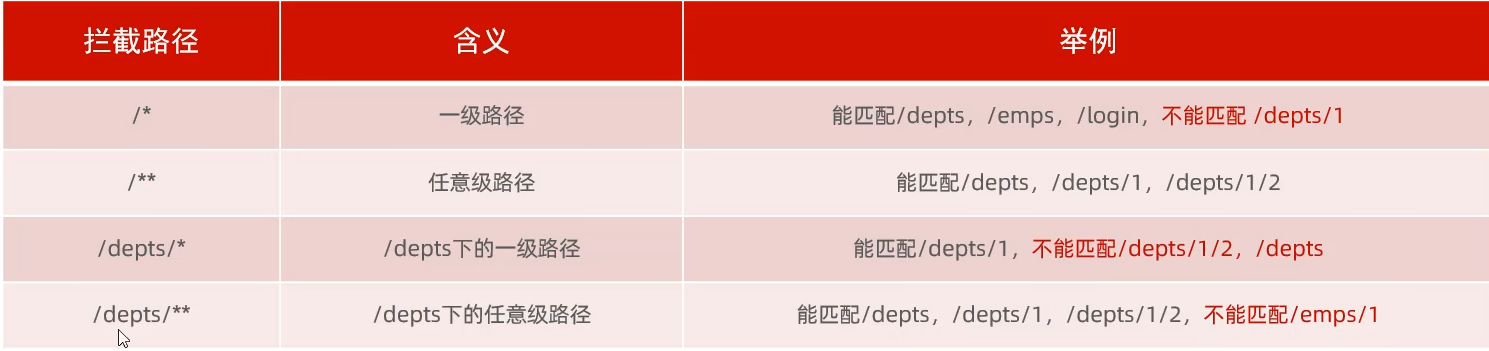 拦截路径 含义 举例
/* 一级路径 能匹配/depts，/emps，/login，不能匹配 /depts/1
/** 任意级路径 能匹配/depts，/depts/1，/depts/1/2
/depts/* /depts下的一级路径 能匹配/depts/1，不能匹配/depts/1/2，/depts
/depts/** /depts下的任意级路径 能匹配/depts，/depts/1，/depts/1/2，不能匹配/emps/1